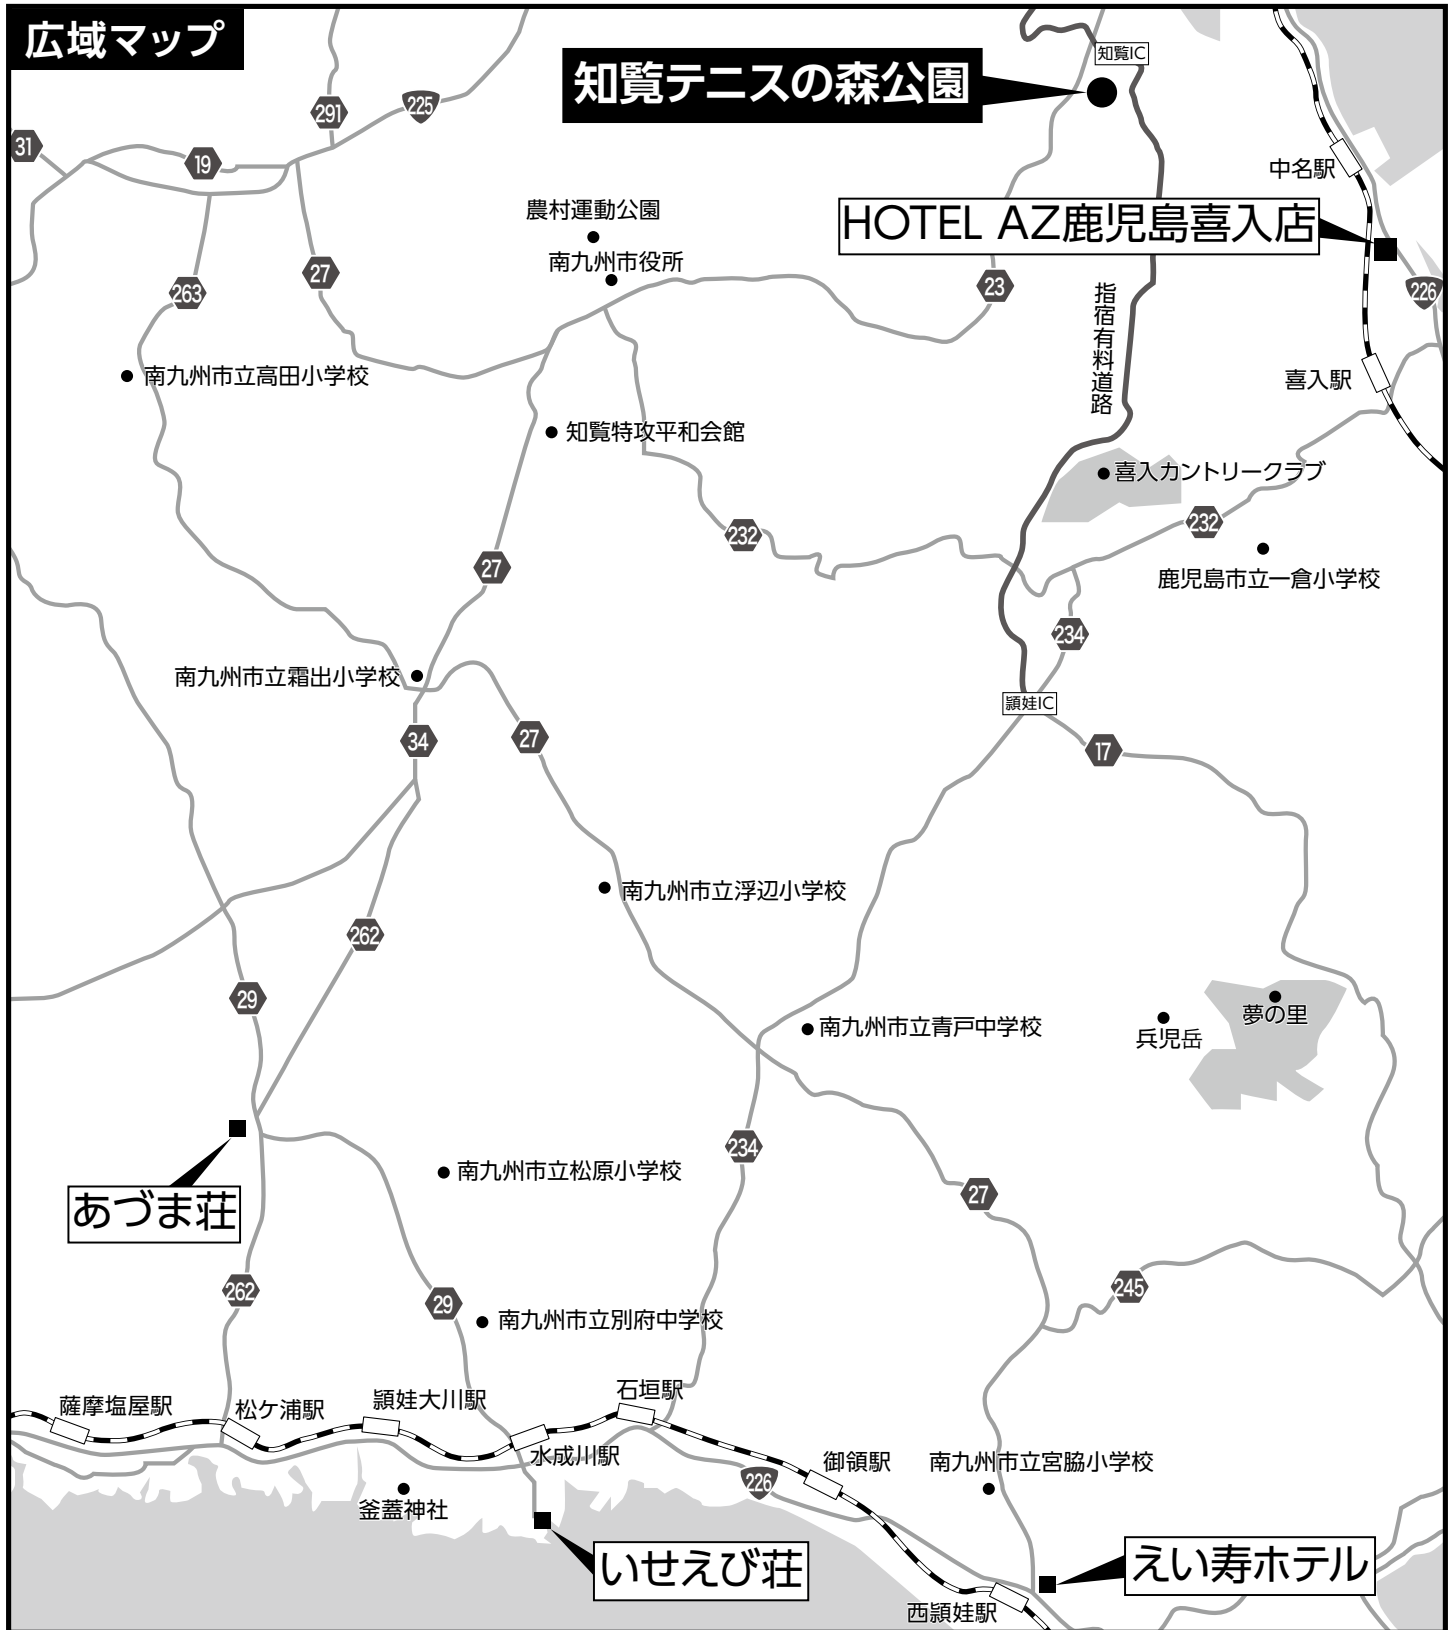 広域マップ
知覧IC
知覧テニスの森公園
291
225
31
19
中名駅
農村運動公園
HOTEL AZ鹿児島喜入店
南九州市役所
27
263
23
226
指宿有料道路
南九州市立高田小学校
喜入駅
知覧特攻平和会館
喜入カントリークラブ
232
232
27
鹿児島市立一倉小学校
234
南九州市立霜出小学校
頴娃IC
34
27
17
南九州市立浮辺小学校
262
29
夢の里
南九州市立青戸中学校
兵児岳
234
南九州市立松原小学校
27
あづま荘
262
245
29
南九州市立別府中学校
石垣駅
薩摩塩屋駅
松ケ浦駅
頴娃大川駅
水成川駅
御領駅
南九州市立宮脇小学校
226
釜蓋神社
いせえび荘
えい寿ホテル
西頴娃駅